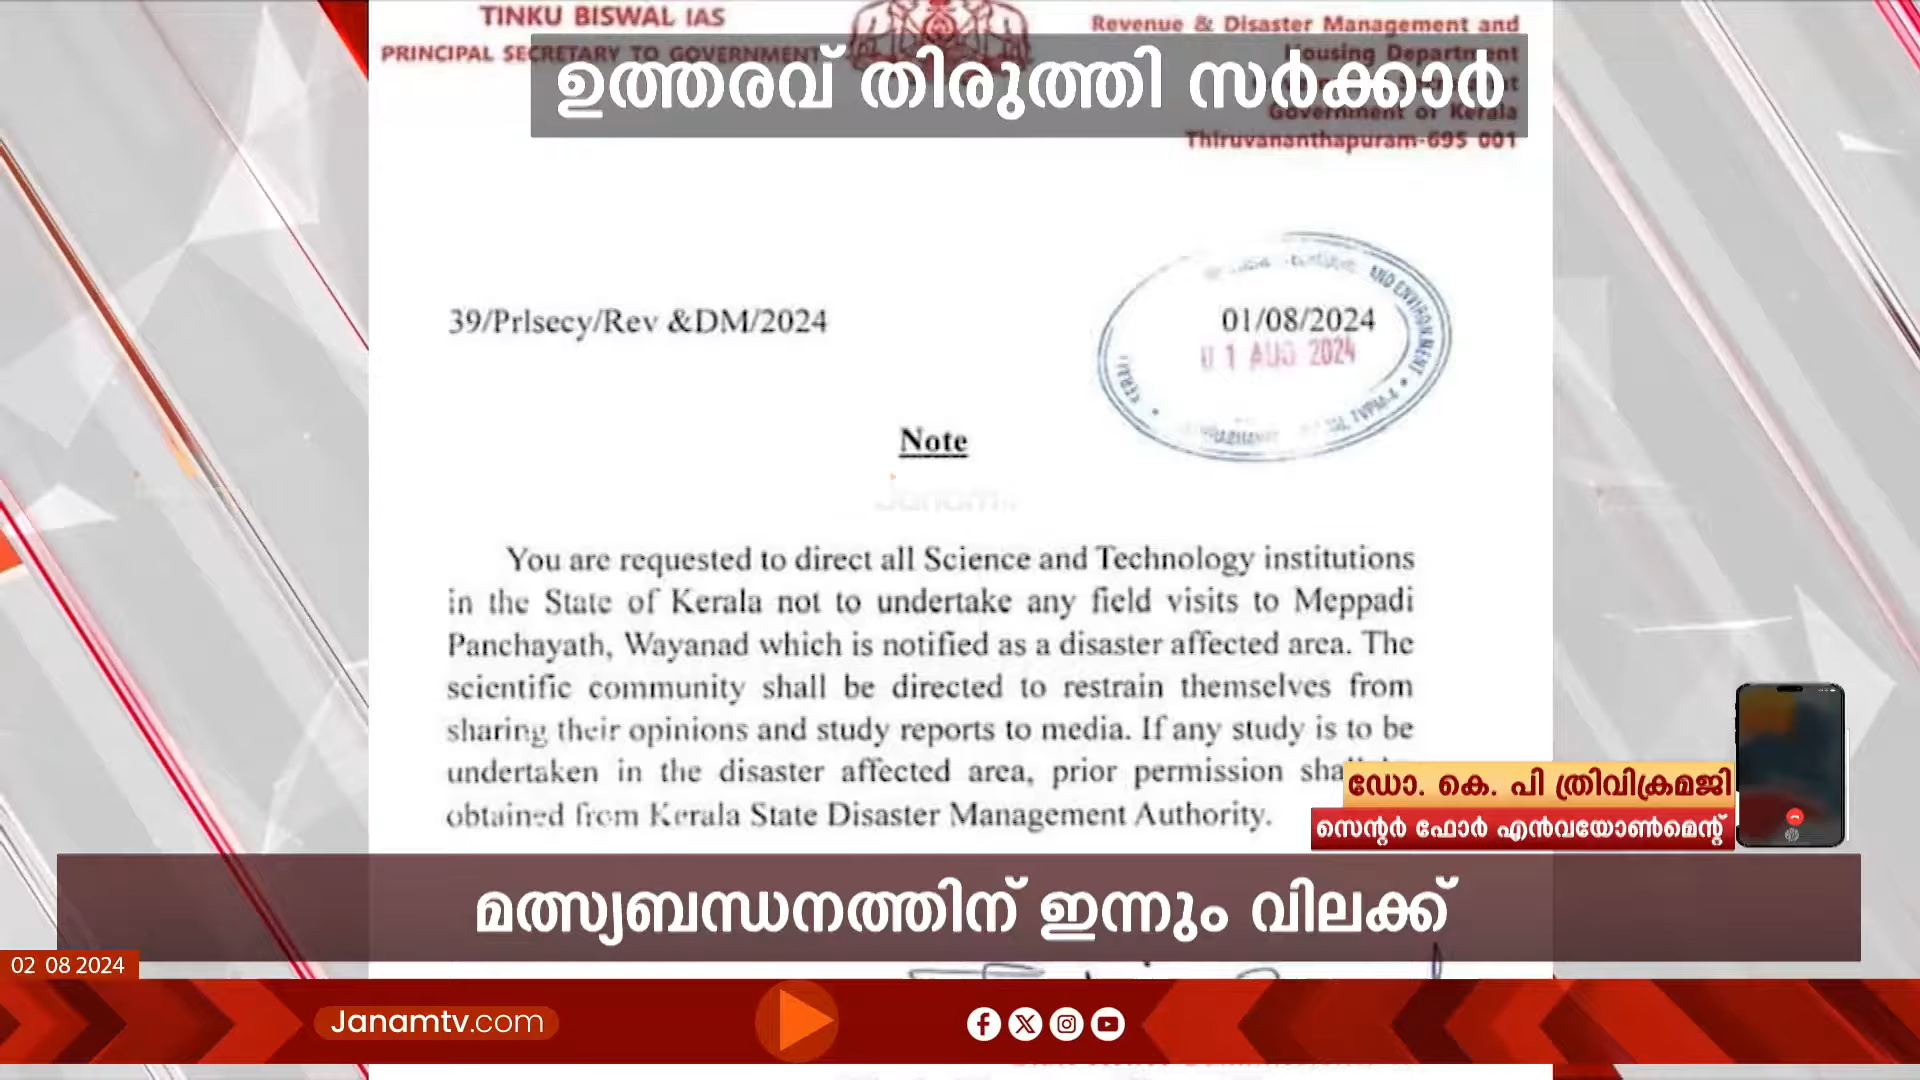 TINKU BISWAL IAS
PRINCIPAL SECRETARY TO GOVERNMENT
Revenue & Disaster Management and
Housing Department
Government of Kerala
Thiruvananthapuram-695 001
ഉത്തരവ് തിരുത്തി സർക്കാർ
39/Prlsecy/Rev &DM/2024
01/08/2024
01 AUG 2024
AND ENVIRONMENT
KERALA
TVPM-4
Note
You are requested to direct all Science and Technology institutions
in the State of Kerala not to undertake any field visits to Meppadi
Panchayath, Wayanad which is notified as a disaster affected area. The
scientific community shall be directed to restrain themselves from
sharing their opinions and study reports to media. If any study is to be
undertaken in the disaster affected area, prior permission
obtained from Kerala State Disaster Management Authority.
ഡോ. കെ. പി ത്രിവിക്രമജി
സെന്റർ ഫോർ എൻവയോൺമെന്റ്
മത്സ്യബന്ധനത്തിന് ഇന്നും വിലക്ക്
02 08 2024
Janamtv.com